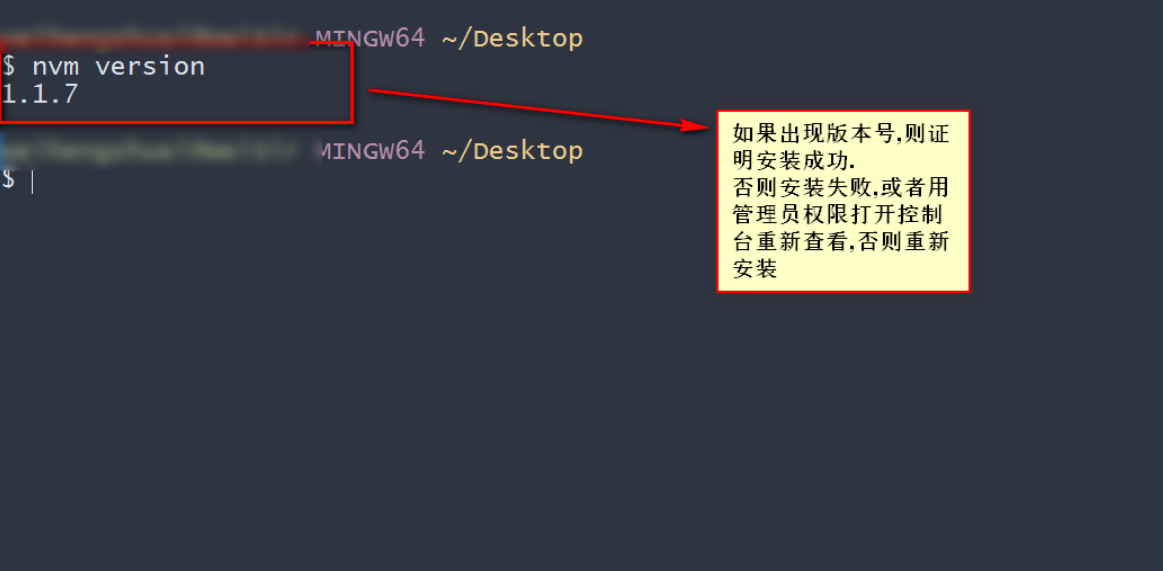 MINGW64 ~/Desktop
$ nvm version
1.1.7
如果出现版本号,则证
明安装成功.
否则安装失败,或者用
管理员权限打开控制
台重新查看,否则重新
安装
MINGW64 ~/Desktop
$